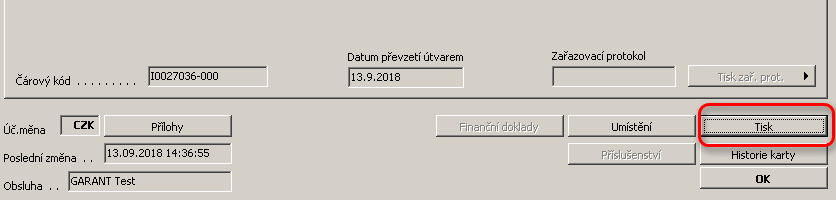 Datum převzetí útvarem Zařazovací protokol
Čárový kód . . . . . . . . . I0027036-000 13.9.2018 Tisk zař. prot.
Úč.měna CZK Přílohy Finanční doklady Umístění Tisk
Poslední změna . . 13.09.2018 14:36:55 Příslušenství Historie karty
Obsluha . . GARANT Test OK